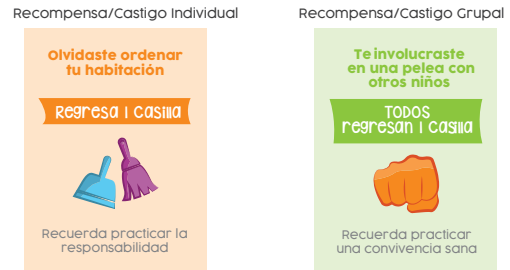 Recompensa/Castigo Individual
Olvidaste ordenar
tu habitación
Regresa 1 casilla
Recuerda practicar la
responsabilidad
Recompensa/Castigo Grupal
Te involucraste
en una pelea con
otros niños
TODOS
regresan 1 casilla
Recuerda practicar
una convivencia sana